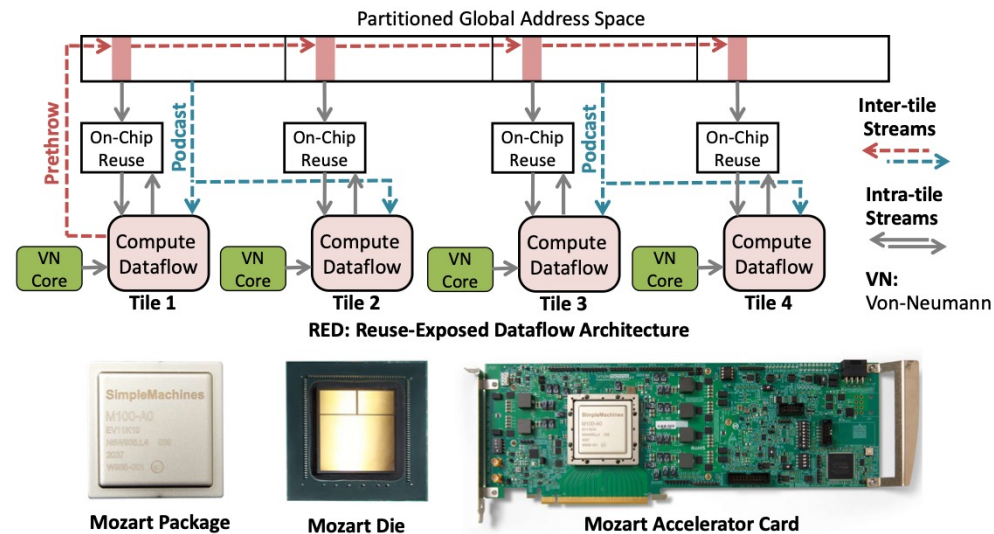 Partitioned Global Address Space
Prethrow
On-Chip
Reuse
Podcast
On-Chip
Reuse
On-Chip
Reuse
Podcast
On-Chip
Reuse
Inter-tile
Streams
Intra-tile
Streams
VN:
Von-Neumann
VN
Core
Compute
Dataflow
VN
Core
Compute
Dataflow
VN
Core
Compute
Dataflow
VN
Core
Compute
Dataflow
Tile 1
Tile 2
Tile 3
Tile 4
RED: Reuse-Exposed Dataflow Architecture
SimpleMachines
M100-A0
2037
SimpleMachines
M100-A0
Mozart Package
Mozart Die
Mozart Accelerator Card